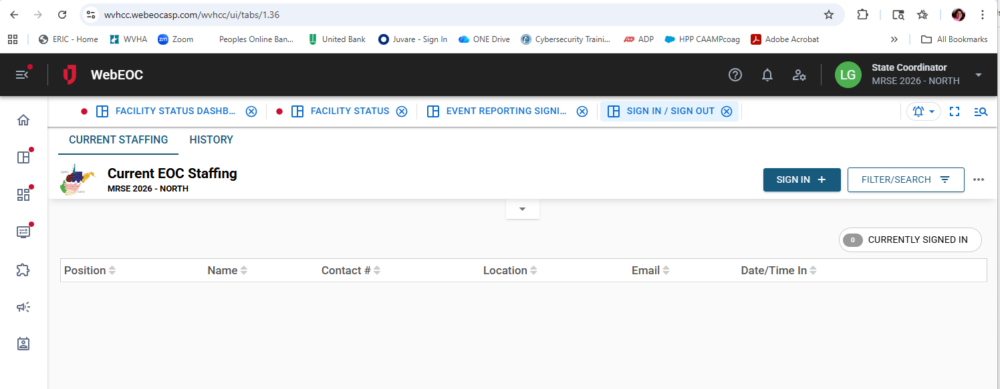 wvhcc.webeocasp.com/wvhcc/ui/tabs/1.36
ERIC - Home WVHA zm Zoom Peoples Online Ban... United Bank Juvare - Sign In ONE Drive Cybersecurity Traini... ADP HPP CAAMPcoag Adobe Acrobat » All Bookmarks
WebEOC
LG
State Coordinator
MRSE 2026 - NORTH
FACILITY STATUS DASHB... FACILITY STATUS EVENT REPORTING SIGNI... SIGN IN / SIGN OUT
CURRENT STAFFING HISTORY
Current EOC Staffing
MRSE 2026 - NORTH
SIGN IN + FILTER/SEARCH
0 CURRENTLY SIGNED IN
Position Name Contact # Location Email Date/Time In